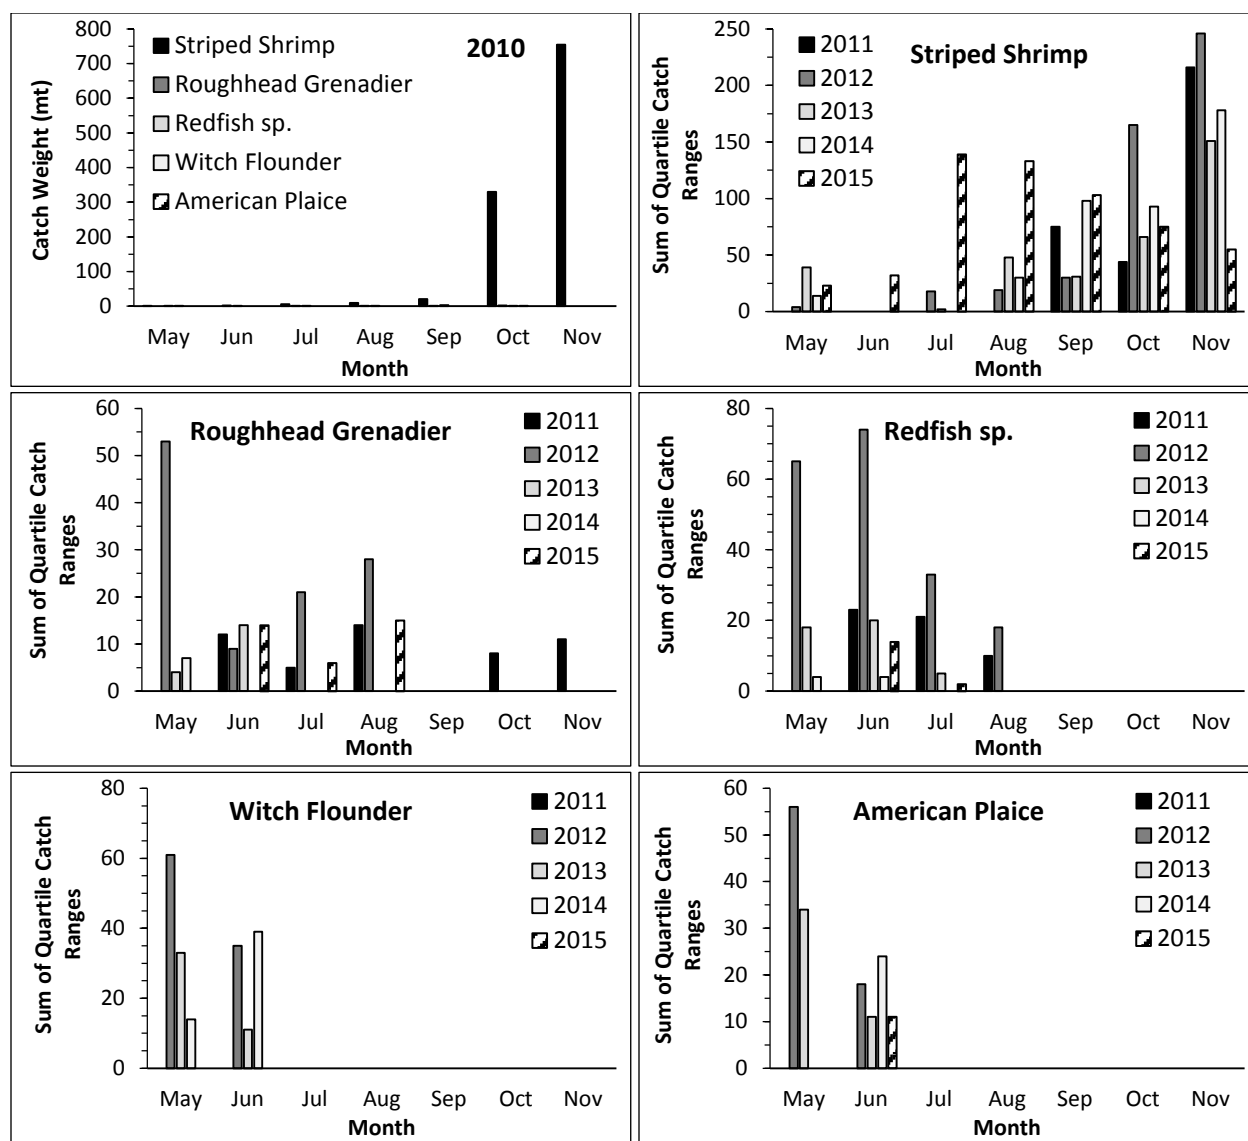 2010
Catch Weight (mt)
800
700
600
500
400
300
200
100
0
Striped Shrimp
Roughhead Grenadier
Redfish sp.
Witch Flounder
American Plaice
May Jun Jul Aug Sep Oct Nov
Month
Striped Shrimp
Sum of Quartile Catch
Ranges
250
200
150
100
50
0
2011
2012
2013
2014
2015
May Jun Jul Aug Sep Oct Nov
Month
Roughhead Grenadier
Sum of Quartile Catch
Ranges
60
50
40
30
20
10
0
2011
2012
2013
2014
2015
May Jun Jul Aug Sep Oct Nov
Month
Redfish sp.
Sum of Quartile Catch
Ranges
80
60
40
20
0
2011
2012
2013
2014
2015
May Jun Jul Aug Sep Oct Nov
Month
Witch Flounder
Sum of Quartile Catch
Ranges
80
60
40
20
0
2011
2012
2013
2014
2015
May Jun Jul Aug Sep Oct Nov
Month
American Plaice
Sum of Quartile Catch
Ranges
60
50
40
30
20
10
0
2011
2012
2013
2014
2015
May Jun Jul Aug Sep Oct Nov
Month